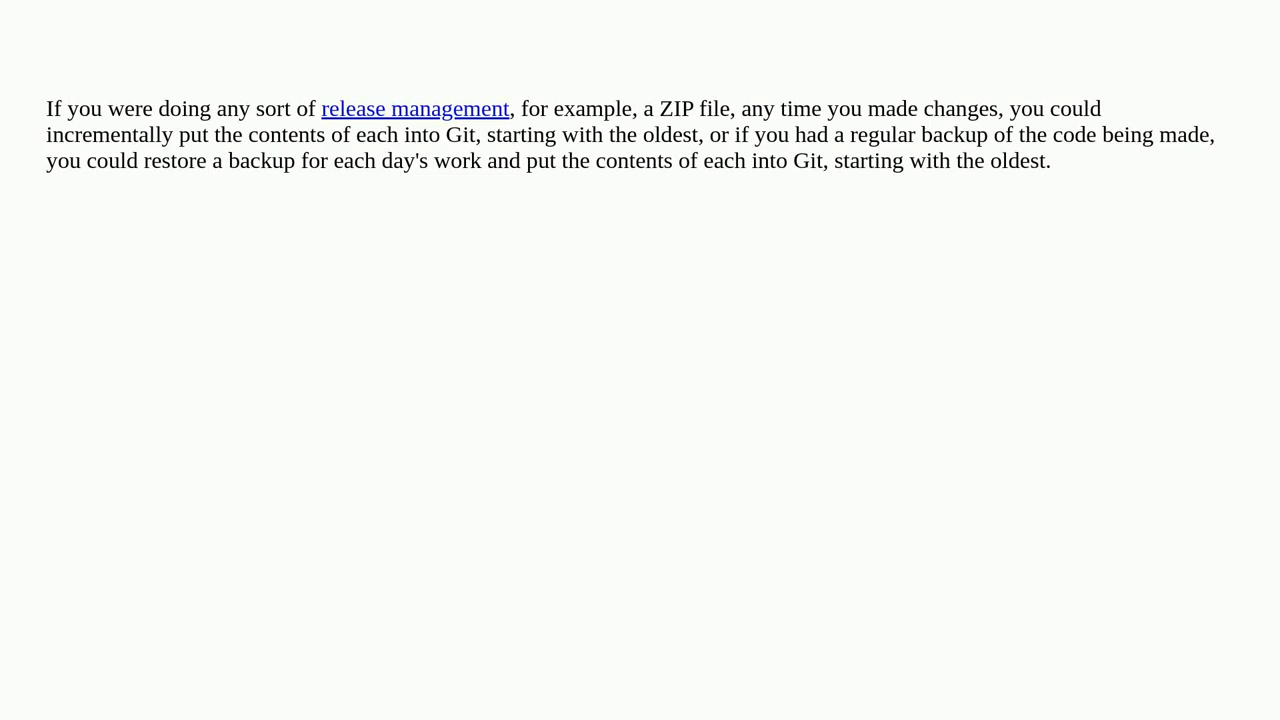 If you were doing any sort of release management, for example, a ZIP file, any time you made changes, you could
incrementally put the contents of each into Git, starting with the oldest, or if you had a regular backup of the code being made,
you could restore a backup for each day's work and put the contents of each into Git, starting with the oldest.